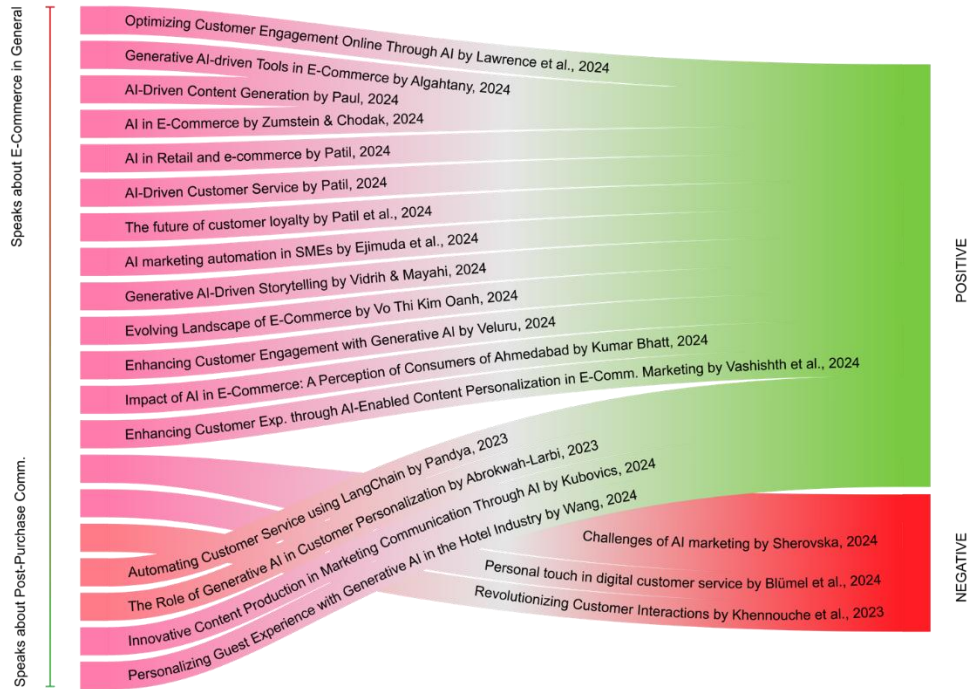 Speaks about E-Commerce in General
Speaks about Post-Purchase Comm.
Optimizing Customer Engagement Online Through AI by Lawrence et al., 2024
Generative AI-driven Tools in E-Commerce by Algahtany, 2024
AI-Driven Content Generation by Paul, 2024
AI in E-Commerce by Zumstein & Chodak, 2024
AI in Retail and e-commerce by Patil, 2024
AI-Driven Customer Service by Patil, 2024
The future of customer loyalty by Patil et al., 2024
AI marketing automation in SMEs by Ejimuda et al., 2024
Generative AI-Driven Storytelling by Vidrih & Mayahi, 2024
Evolving Landscape of E-Commerce by Vo Thi Kim Oanh, 2024
Enhancing Customer Engagement with Generative AI by Veluru, 2024
Impact of AI in E-Commerce: A Perception of Consumers of Ahmedabad by Kumar Bhatt, 2024
Enhancing Customer Exp. through AI-Enabled Content Personalization in E-Comm. Marketing by Vashishth et al., 2024
Automating Customer Service using LangChain by Pandya, 2023
The Role of Generative AI in Customer Personalization by Abrokwah-Larbi, 2023
Innovative Content Production in Marketing Communication Through AI by Kubovics, 2024
Personalizing Guest Experience with Generative AI in the Hotel Industry by Wang, 2024
Challenges of AI marketing by Sherovska, 2024
Personal touch in digital customer service by Blümel et al., 2024
Revolutionizing Customer Interactions by Khennouche et al., 2023
POSITIVE
NEGATIVE